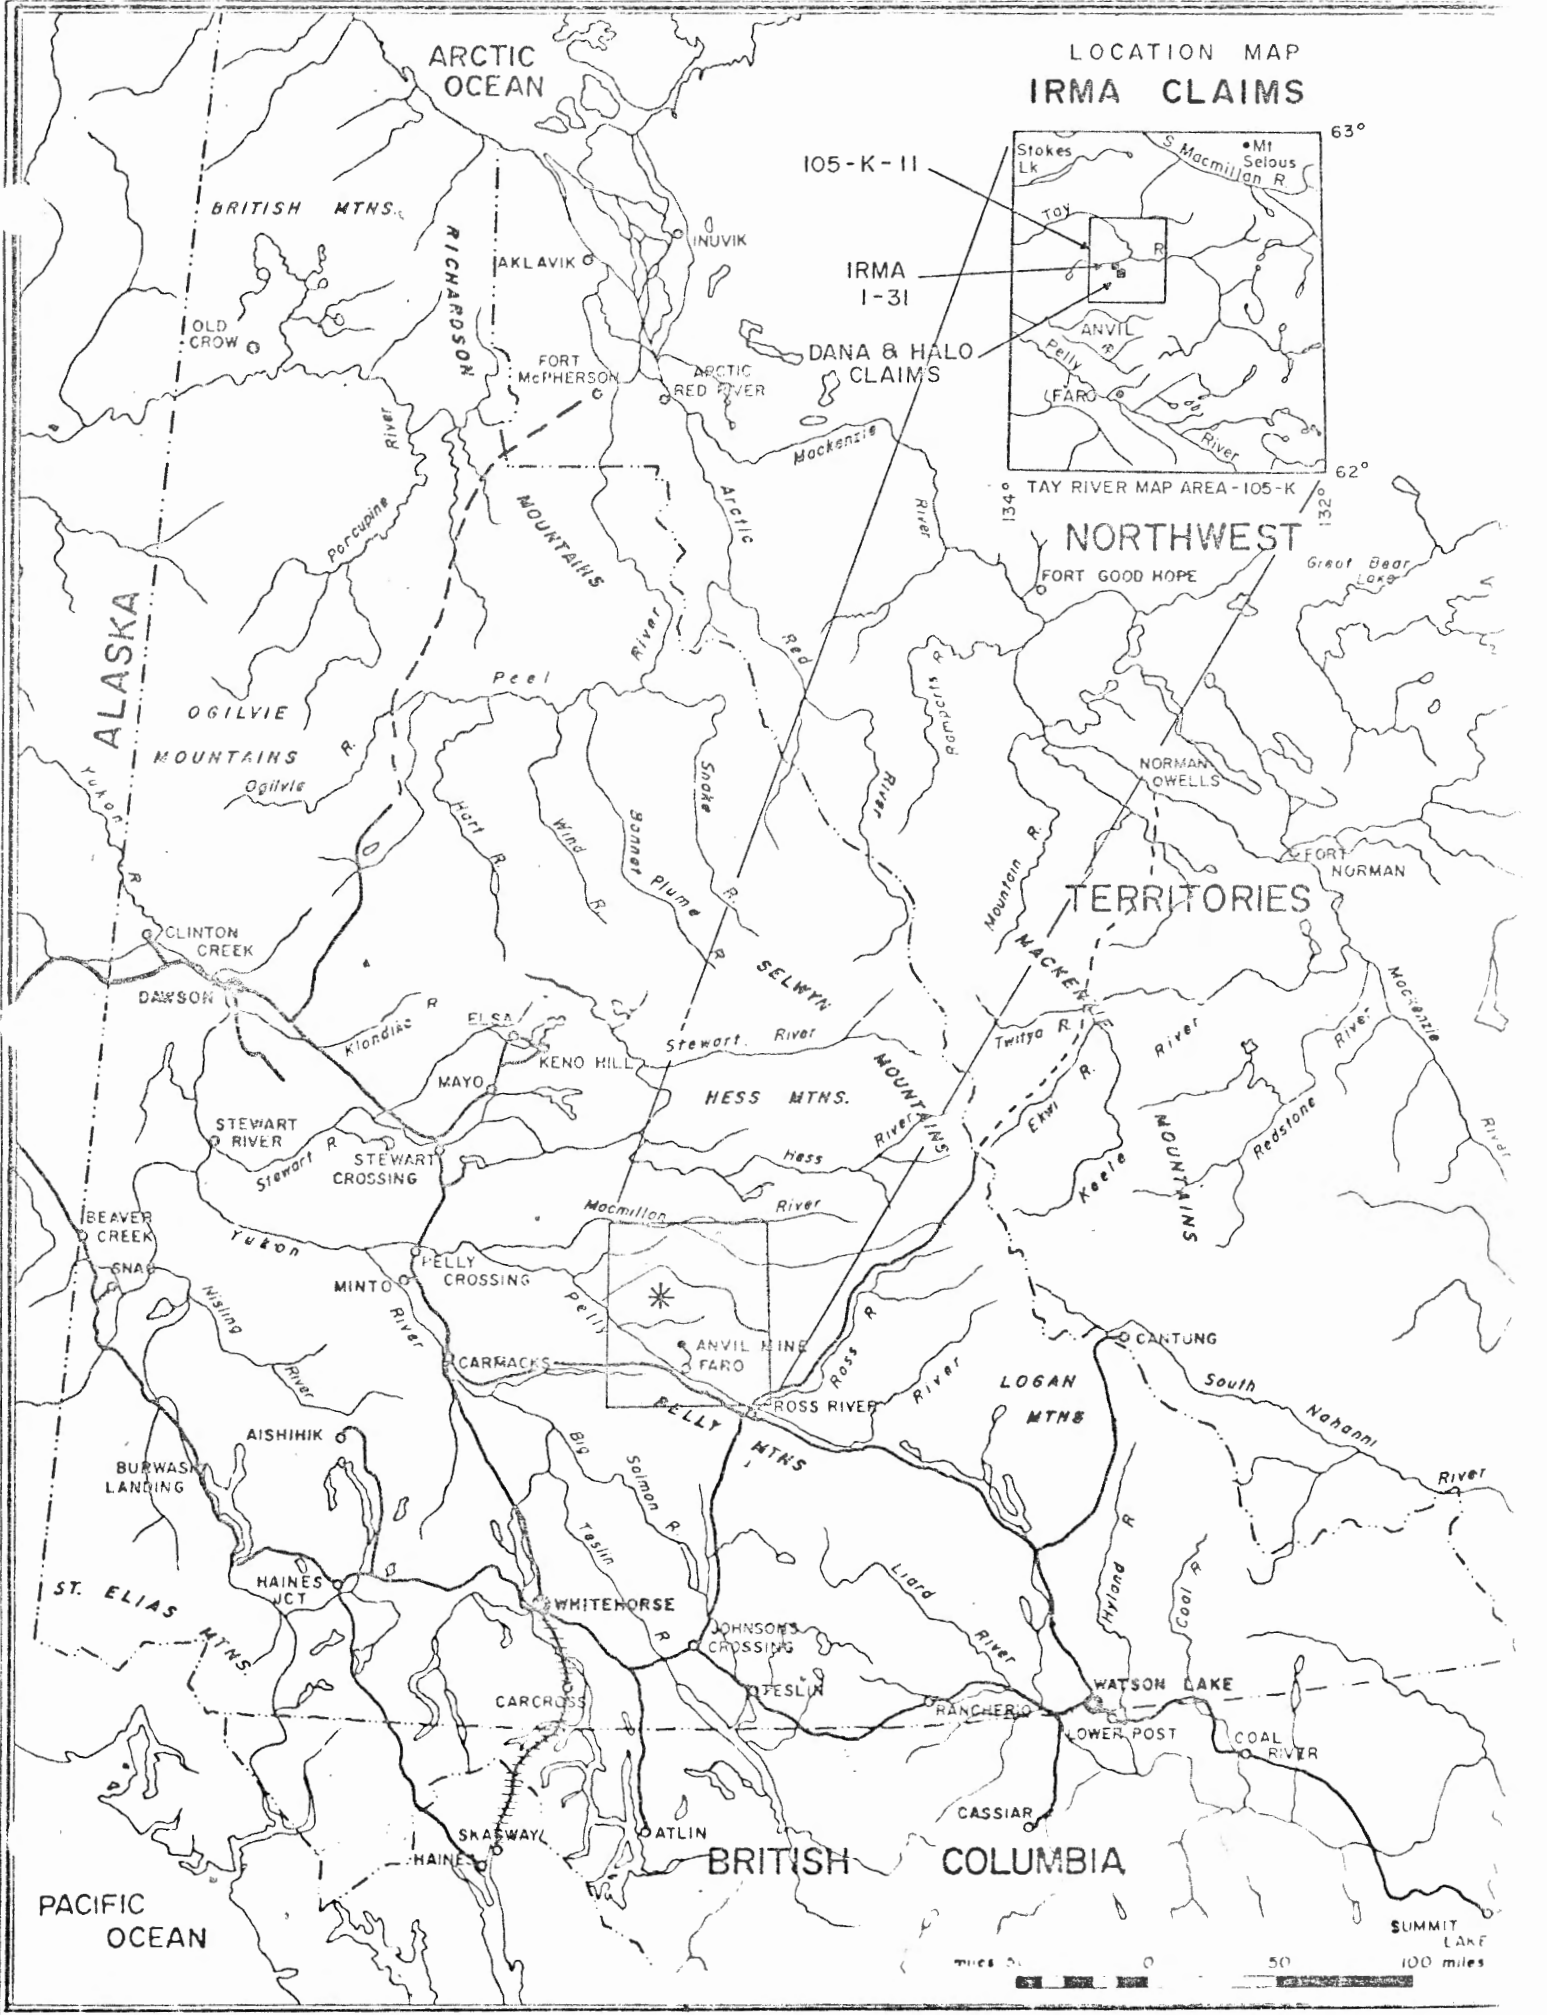 ARCTIC
OCEAN
LOCATION MAP
IRMA CLAIMS
63°
Stokes
Lk
S Macmillan R.
Mt
Selous
105-K-11
Tay
R
IRMA
1-31
DANA & HALO
CLAIMS
ANVIL
Pelly
FARO
River
62°
134°
TAY RIVER MAP AREA-105-K
132°
BRITISH MTNS.
RICHARDSON
AKLAVIK
INUVIK
OLD
CROW
FORT
McPHERSON
ARCTIC
RED RIVER
River
Mackenzie
River
Porcupine
MOUNTAINS
Arctic
NORTHWEST
FORT GOOD HOPE
Great Bear
Lake
ALASKA
River
Red
Ramparts R
Peel
OGILVIE
MOUNTAINS
R.
Ogilvie
Yukon
R
Hart R.
Wind R.
Bonnet Plume R
Snake R.
River
NORMAN
WELLS
Mountain R.
FORT
NORMAN
TERRITORIES
CLINTON
CREEK
DAWSON
SELWYN
MACKENZIE
Klondike R
ELSA
KENO HILL
MAYO
Stewart River
Twitya R.
River
River
Mackenzie
HESS MTNS.
MOUNTAINS
Ekwi R.
STEWART
RIVER
Stewart R.
STEWART
CROSSING
River
Hess
Keele
MOUNTAINS
Redstone
River
Macmillan River
BEAVER
CREEK
Yukon
SNAG
PELLY
CROSSING
MINTO
River
Nisling
River
Pelly
ANVIL MINE
FARO
CARMACKS
Ross R
River
ROSS RIVER
PELLY MTNS
CANTUNG
LOGAN
MTNS
South Nahanni River
AISHIHIK
BURWASH
LANDING
Big Salmon R.
Teslin R
HAINES
JCT
WHITEHORSE
ST. ELIAS MTNS.
JOHNSON'S
CROSSING
Liard River
Hyland R
Coal R
CARCROSS
TESLIN
RANCHERIO
WATSON LAKE
LOWER POST
COAL
RIVER
CASSIAR
SKAGWAY
HAINES
ATLIN
BRITISH COLUMBIA
PACIFIC
OCEAN
SUMMIT
LAKE
miles 0 50 100 miles